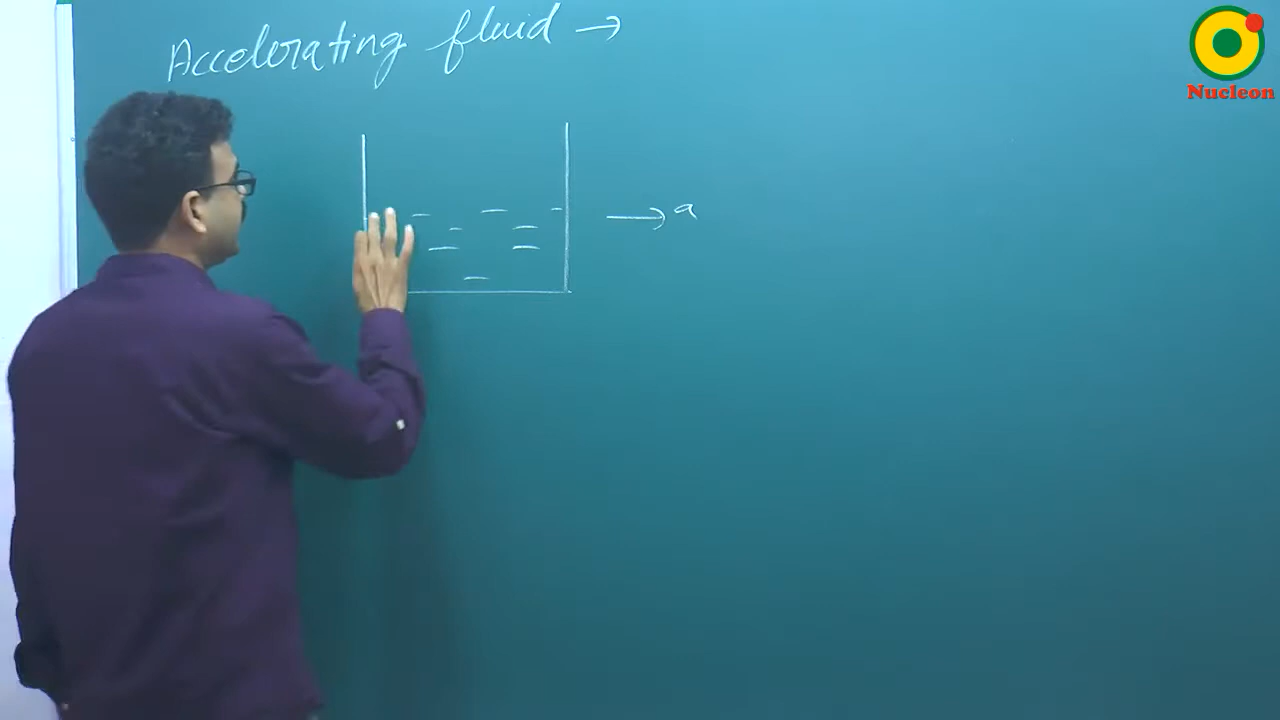 Accelerating fluid →
→ a
Nucleon